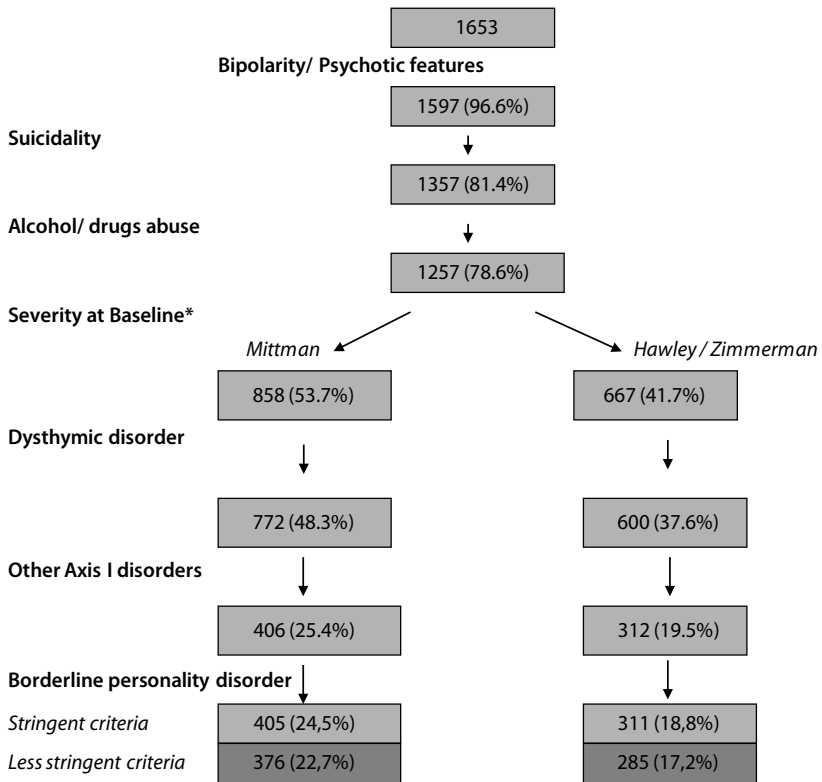 1653
Bipolarity/ Psychotic features
1597 (96.6%)
Suicidality
1357 (81.4%)
Alcohol/ drugs abuse
1257 (78.6%)
Severity at Baseline*
Mittman
Hawley / Zimmerman
858 (53.7%)
667 (41.7%)
Dysthymic disorder
772 (48.3%)
600 (37.6%)
Other Axis I disorders
406 (25.4%)
312 (19.5%)
Borderline personality disorder
Stringent criteria
405 (24,5%)
311 (18,8%)
Less stringent criteria
376 (22,7%)
285 (17,2%)